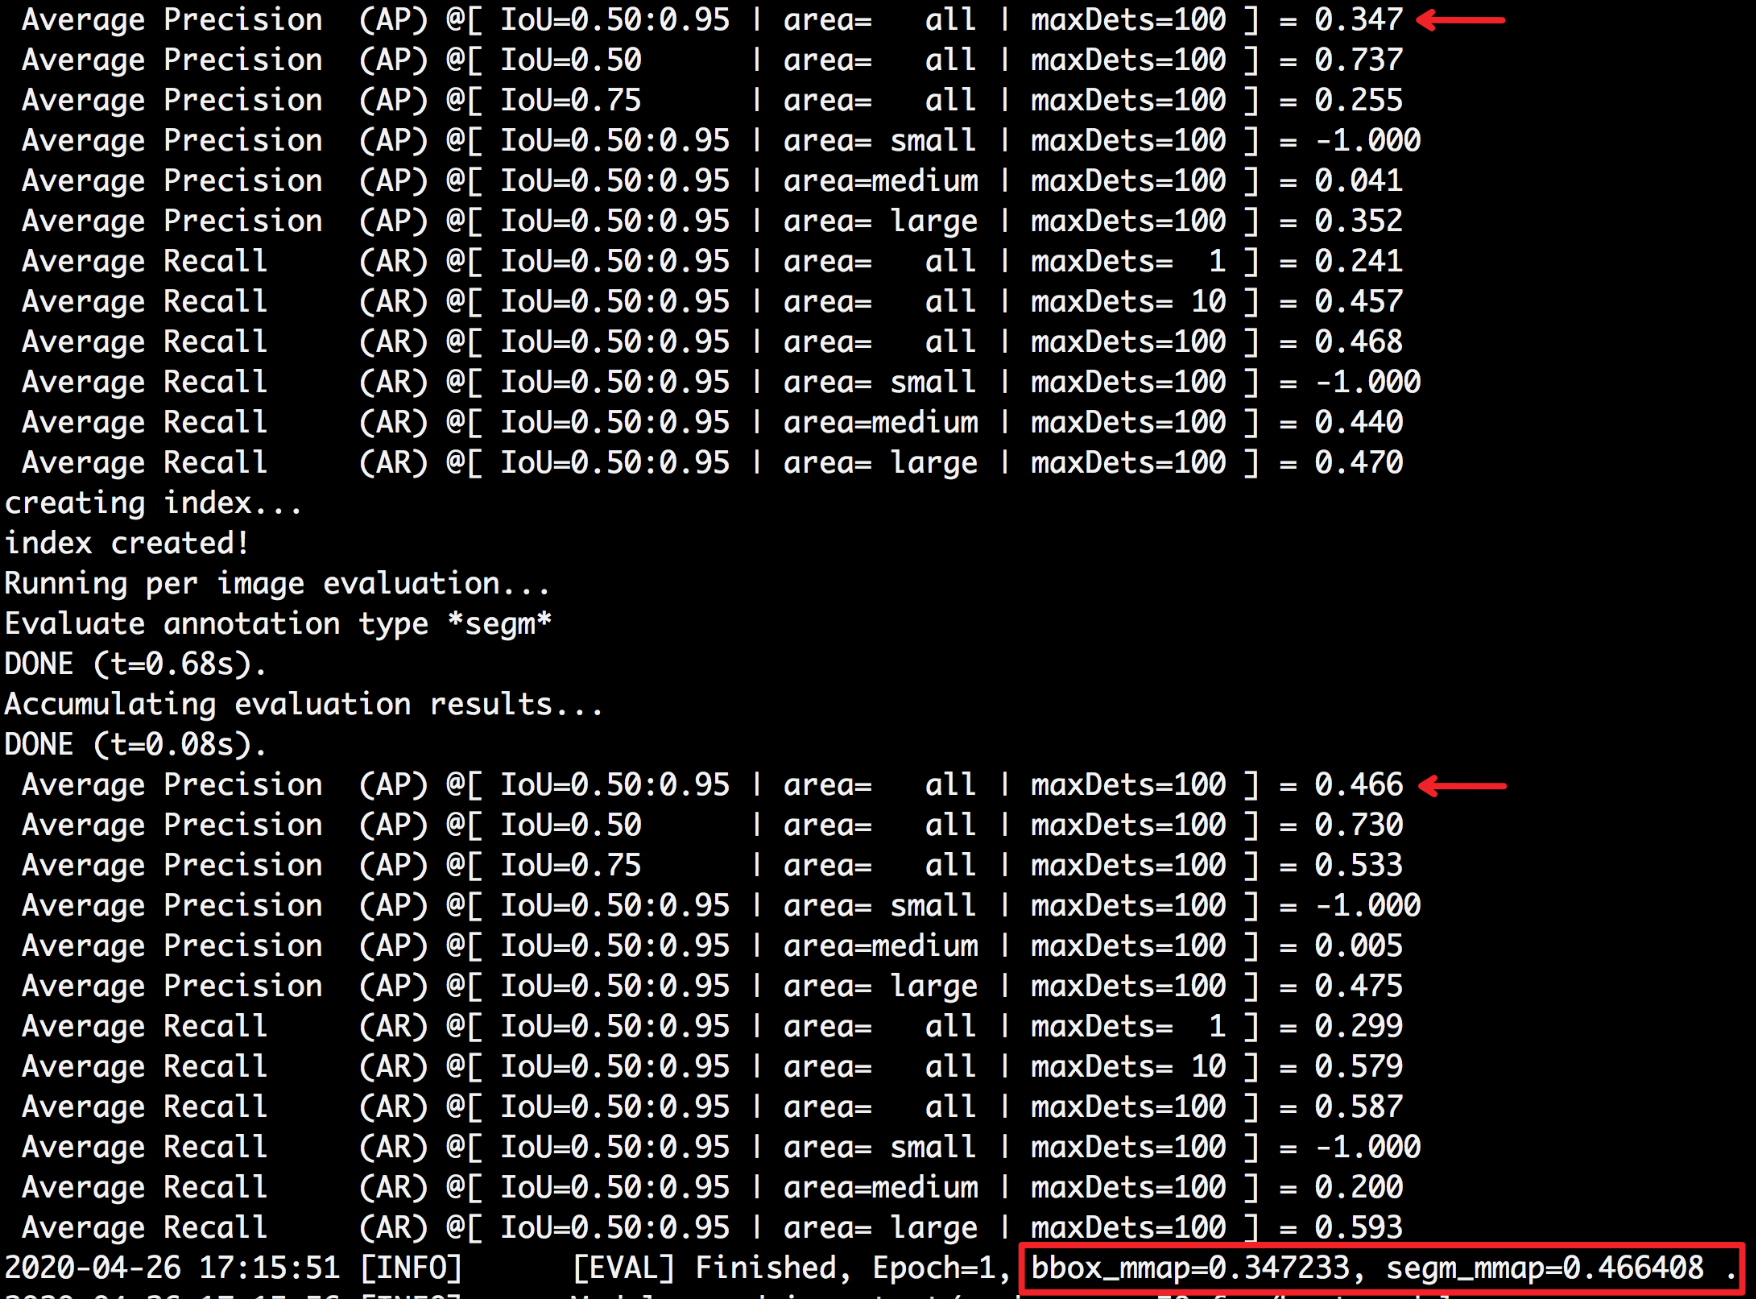 Average Precision  (AP) @[ IoU=0.50:0.95 | area=   all | maxDets=100 ] = 0.347
Average Precision  (AP) @[ IoU=0.50      | area=   all | maxDets=100 ] = 0.737
Average Precision  (AP) @[ IoU=0.75      | area=   all | maxDets=100 ] = 0.255
Average Precision  (AP) @[ IoU=0.50:0.95 | area= small | maxDets=100 ] = -1.000
Average Precision  (AP) @[ IoU=0.50:0.95 | area=medium | maxDets=100 ] = 0.041
Average Precision  (AP) @[ IoU=0.50:0.95 | area= large | maxDets=100 ] = 0.352
Average Recall     (AR) @[ IoU=0.50:0.95 | area=   all | maxDets=  1 ] = 0.241
Average Recall     (AR) @[ IoU=0.50:0.95 | area=   all | maxDets= 10 ] = 0.457
Average Recall     (AR) @[ IoU=0.50:0.95 | area=   all | maxDets=100 ] = 0.468
Average Recall     (AR) @[ IoU=0.50:0.95 | area= small | maxDets=100 ] = -1.000
Average Recall     (AR) @[ IoU=0.50:0.95 | area=medium | maxDets=100 ] = 0.440
Average Recall     (AR) @[ IoU=0.50:0.95 | area= large | maxDets=100 ] = 0.470
creating index...
index created!
Running per image evaluation...
Evaluate annotation type *segm*
DONE (t=0.68s).
Accumulating evaluation results...
DONE (t=0.08s).
Average Precision  (AP) @[ IoU=0.50:0.95 | area=   all | maxDets=100 ] = 0.466
Average Precision  (AP) @[ IoU=0.50      | area=   all | maxDets=100 ] = 0.730
Average Precision  (AP) @[ IoU=0.75      | area=   all | maxDets=100 ] = 0.533
Average Precision  (AP) @[ IoU=0.50:0.95 | area= small | maxDets=100 ] = -1.000
Average Precision  (AP) @[ IoU=0.50:0.95 | area=medium | maxDets=100 ] = 0.005
Average Precision  (AP) @[ IoU=0.50:0.95 | area= large | maxDets=100 ] = 0.475
Average Recall     (AR) @[ IoU=0.50:0.95 | area=   all | maxDets=  1 ] = 0.299
Average Recall     (AR) @[ IoU=0.50:0.95 | area=   all | maxDets= 10 ] = 0.579
Average Recall     (AR) @[ IoU=0.50:0.95 | area=   all | maxDets=100 ] = 0.587
Average Recall     (AR) @[ IoU=0.50:0.95 | area= small | maxDets=100 ] = -1.000
Average Recall     (AR) @[ IoU=0.50:0.95 | area=medium | maxDets=100 ] = 0.200
Average Recall     (AR) @[ IoU=0.50:0.95 | area= large | maxDets=100 ] = 0.593
2020-04-26 17:15:51 [INFO]      [EVAL] Finished, Epoch=1, bbox_mmap=0.347233, segm_mmap=0.466408 .